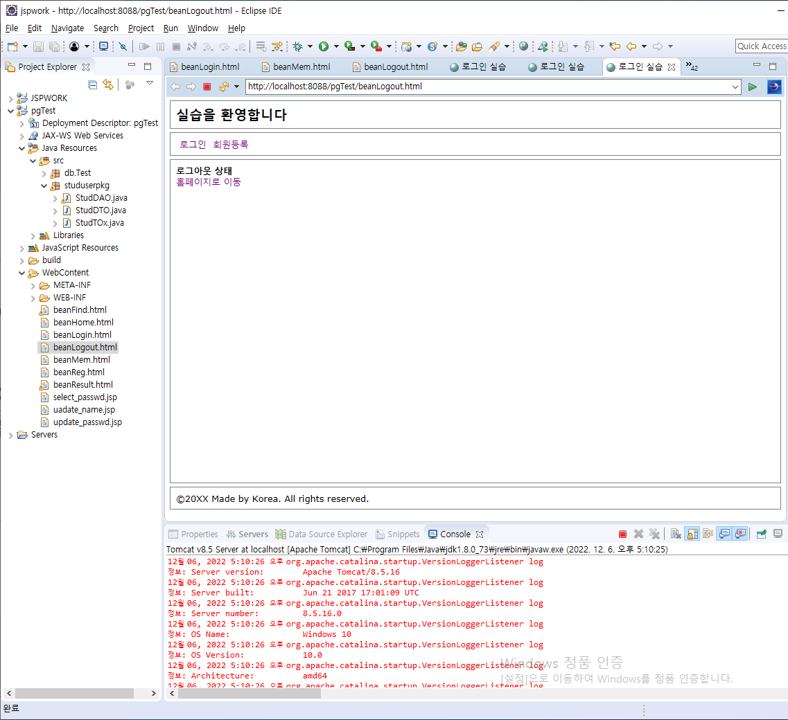 jspwork - http://localhost:8088/pgTest/beanLogout.html - Eclipse IDE
File Edit Navigate Search Project Run Window Help
Quick Access
Project Explorer
JSPWORK
pgTest
Deployment Descriptor: pgTest
JAX-WS Web Services
Java Resources
src
db.Test
studuserpkg
StudDAO.java
StudDTO.java
StudTOx.java
Libraries
JavaScript Resources
build
WebContent
META-INF
WEB-INF
beanFind.html
beanHome.html
beanLogin.html
beanLogout.html
beanMem.html
beanReg.html
beanResult.html
select_passwd.jsp
uadate_name.jsp
update_passwd.jsp
Servers
beanLogin.html beanMem.html beanLogout.html 로그인 실습 로그인 실습 로그인 실습 42
http://localhost:8088/pgTest/beanLogout.html
실습을 환영합니다
로그인 회원등록
로그아웃 상태
홈페이지로 이동
©20XX Made by Korea. All rights reserved.
Properties Servers Data Source Explorer Snippets Console
Tomcat v8.5 Server at localhost [Apache Tomcat] C:₩Program Files₩Java₩jdk1.8.0_73₩jre₩bin₩javaw.exe (2022. 12. 6. 오후 5:10:25)
12월 06, 2022 5:10:26 오후 org.apache.catalina.startup.VersionLoggerListener log
정보: Server version: Apache Tomcat/8.5.16
12월 06, 2022 5:10:26 오후 org.apache.catalina.startup.VersionLoggerListener log
정보: Server built: Jun 21 2017 17:01:09 UTC
12월 06, 2022 5:10:26 오후 org.apache.catalina.startup.VersionLoggerListener log
정보: Server number: 8.5.16.0
12월 06, 2022 5:10:26 오후 org.apache.catalina.startup.VersionLoggerListener log
정보: OS Name: Windows 10
12월 06, 2022 5:10:26 오후 org.apache.catalina.startup.VersionLoggerListener log
정보: OS Version: 10.0
12월 06, 2022 5:10:26 오후 org.apache.catalina.startup.VersionLoggerListener log
정보: Architecture: amd64
12월 06, 2022 5:10:26 오후 org.apache.catalina.startup.VersionLoggerListener log
Windows 정품 인증
[설정]으로 이동하여 Windows를 정품 인증합니다.
완료